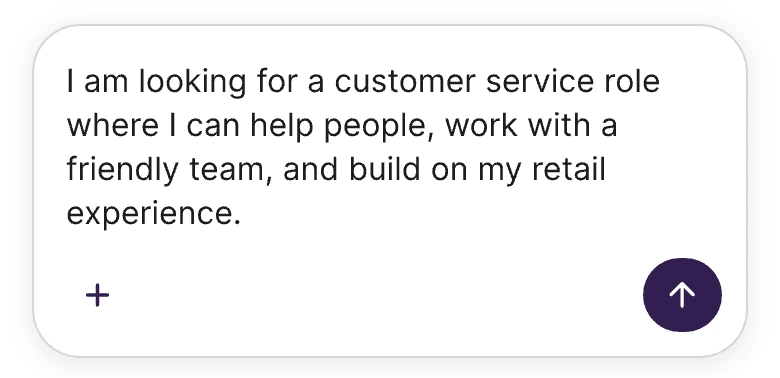 I am looking for a customer service role
where I can help people, work with a
friendly team, and build on my retail
experience.